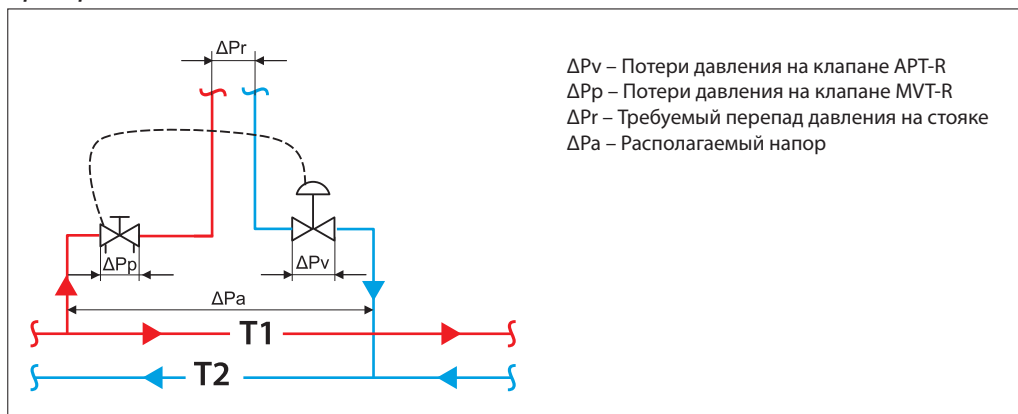 ΔPr
ΔPv – Потери давления на клапане APT-R
ΔPp – Потери давления на клапане MVT-R
ΔPr – Требуемый перепад давления на стояке
ΔPa – Располагаемый напор
ΔPp
ΔPv
ΔPa
T1
T2